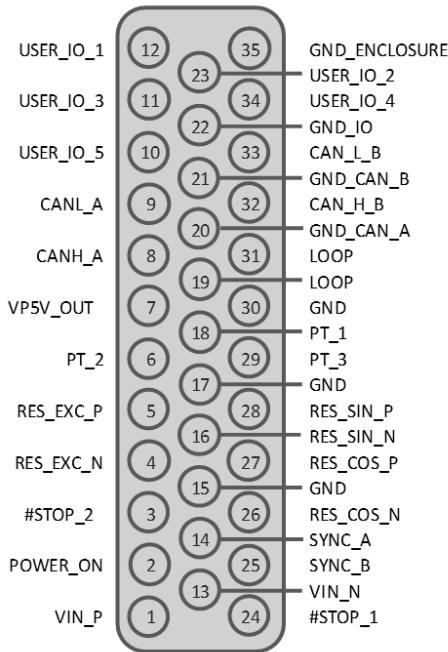 USER_IO_1 12 35 GND_ENCLOSURE
23 USER_IO_2
USER_IO_3 11 34 USER_IO_4
22 GND_IO
USER_IO_5 10 33 CAN_L_B
21 GND_CAN_B
CANL_A 9 32 CAN_H_B
20 GND_CAN_A
CANH_A 8 31 LOOP
19 LOOP
VP5V_OUT 7 30 GND
18 PT_1
PT_2 6 29 PT_3
17 GND
RES_EXC_P 5 28 RES_SIN_P
16 RES_SIN_N
RES_EXC_N 4 27 RES_COS_P
15 GND
#STOP_2 3 26 RES_COS_N
14 SYNC_A
POWER_ON 2 25 SYNC_B
13 VIN_N
VIN_P 1 24 #STOP_1